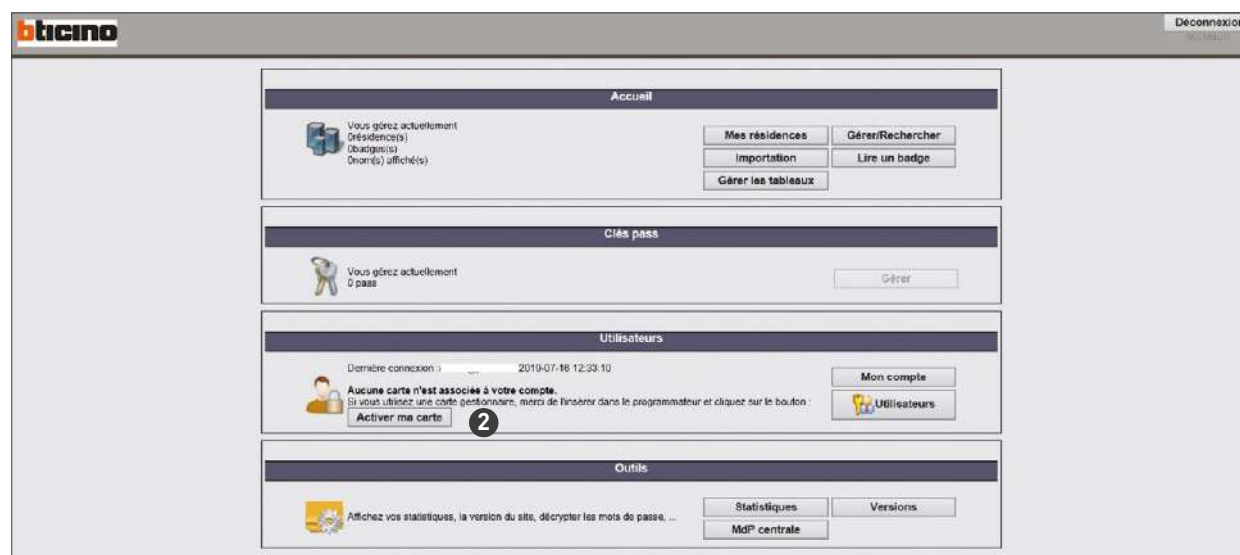 bticino
Déconnexion
Accueil
Vous gérez actuellement
0résidence(s)
0badges(s)
0nom(s) affiché(s)
Mes résidences
Gérer/Rechercher
Importation
Lire un badge
Gérer les tableaux
Clés pass
Vous gérez actuellement
0 pass
Gérer
Utilisateurs
Dernière connexion : 2019-07-16 12:33:10
Aucune carte n'est associée à votre compte.
Si vous utilisez une carte gestionnaire, merci de l'insérer dans le programmateur et cliquez sur le bouton :
Activer ma carte
2
Mon compte
Utilisateurs
Outils
Affichez vos statistiques, la version du site, décrypter les mots de passe, ...
Statistiques
Versions
MdP centrale